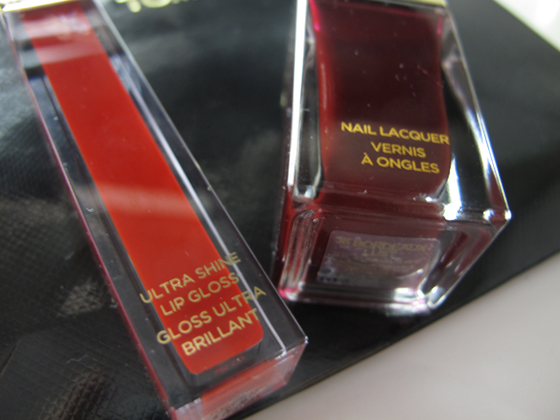 ULTRA SHINE
LIP GLOSS
GLOSS ULTRA
BRILLANT
NAIL LACQUER
VERNIS
À ONGLES